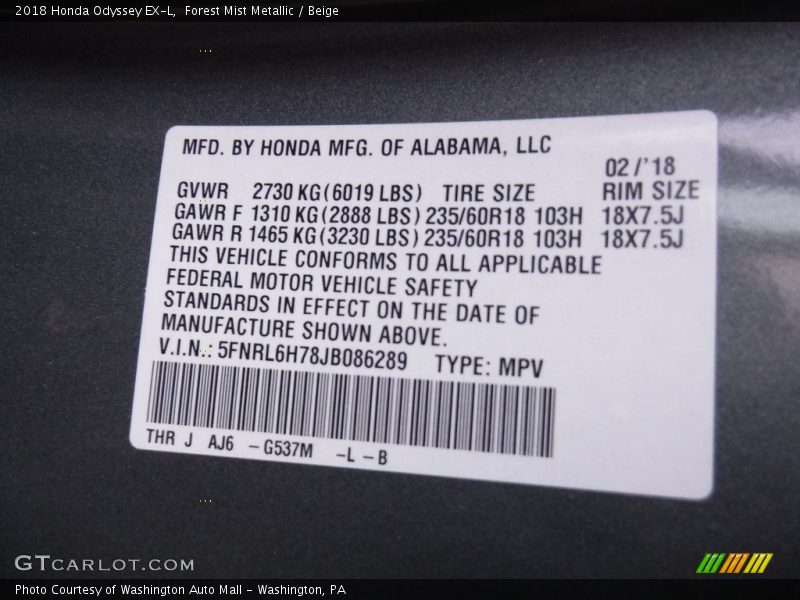 2018 Honda Odyssey EX-L, Forest Mist Metallic / Beige
MFD. BY HONDA MFG. OF ALABAMA, LLC
02/'18
GVWR 2730 KG(6019 LBS) TIRE SIZE RIM SIZE
GAWR F 1310 KG(2888 LBS) 235/60R18 103H 18X7.5J
GAWR R 1465 KG(3230 LBS) 235/60R18 103H 18X7.5J
THIS VEHICLE CONFORMS TO ALL APPLICABLE
FEDERAL MOTOR VEHICLE SAFETY
STANDARDS IN EFFECT ON THE DATE OF
MANUFACTURE SHOWN ABOVE.
V.I.N.: 5FNRL6H78JB086289 TYPE: MPV
THR J AJ6 -G537M -L -B
GTCARLOT.COM
Photo Courtesy of Washington Auto Mall - Washington, PA